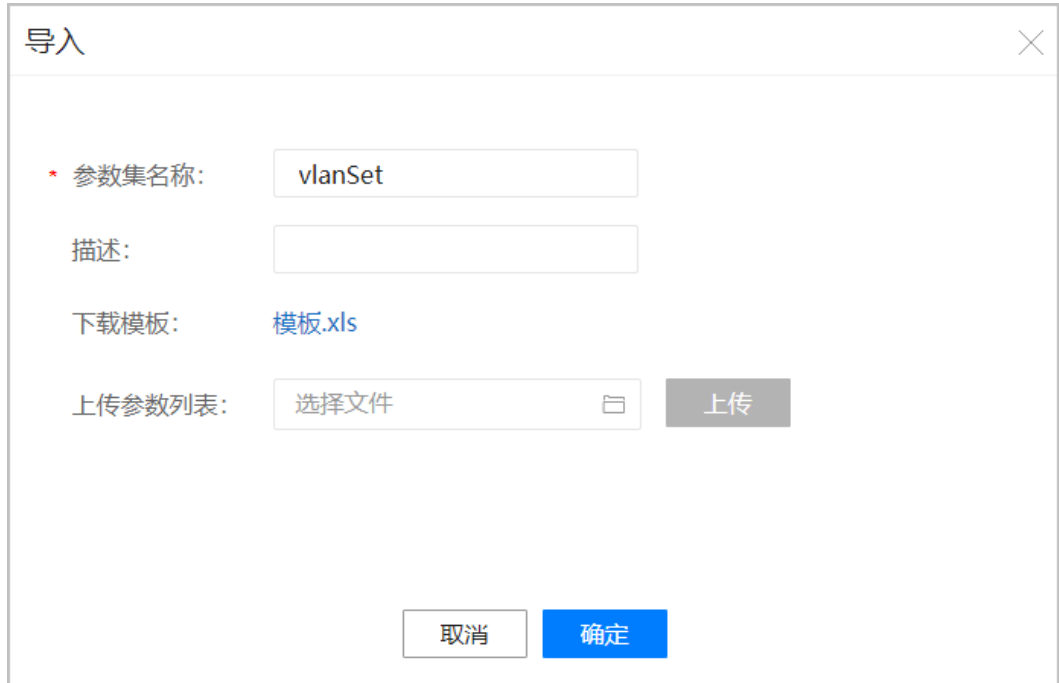 导入
* 参数集名称： vlanSet
描述：
下载模板： 模板.xls
上传参数列表： 选择文件 上传
取消 确定